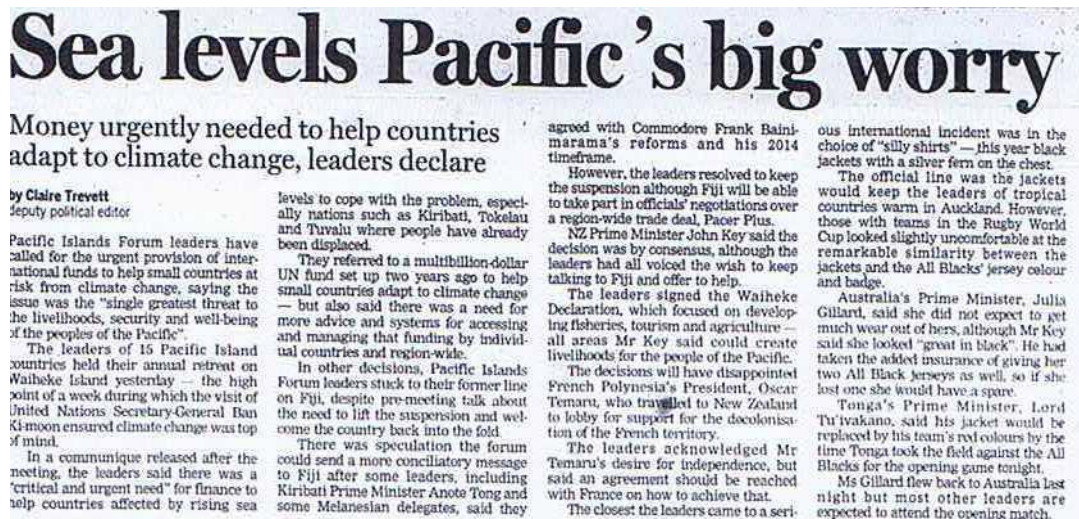 Sea levels Pacific's big worry
Money urgently needed to help countries
adapt to climate change, leaders declare
by Claire Trevett
deputy political editor
Pacific Islands Forum leaders have
called for the urgent provision of inter-
national funds to help small countries at
risk from climate change, saying the
issue was the "single greatest threat to
the livelihoods, security and well-being
of the peoples of the Pacific".
The leaders of 15 Pacific Island
countries held their annual retreat on
Waiheke Island yesterday — the high
point of a week during which the visit of
United Nations Secretary-General Ban
Ki-moon ensured climate change was top
of mind.
In a communique released after the
meeting, the leaders said there was a
"critical and urgent need" for finance to
help countries affected by rising sea
levels to cope with the problem, especi-
ally nations such as Kiribati, Tokelau
and Tuvalu where people have already
been displaced.
They referred to a multibillion-dollar
UN fund set up two years ago to help
small countries adapt to climate change
— but also said there was a need for
more advice and systems for accessing
and managing that funding by individ-
ual countries and region-wide.
In other decisions, Pacific Islands
Forum leaders stuck to their former line
on Fiji, despite pre-meeting talk about
the need to lift the suspension and wel-
come the country back into the fold
There was speculation the forum
could send a more conciliatory message
to Fiji after some leaders, including
Kiribati Prime Minister Anote Tong and
some Melanesian delegates, said they
agreed with Commodore Frank Baini-
marama's reforms and his 2014
timeframe.
However, the leaders resolved to keep
the suspension although Fiji will be able
to take part in officials' negotiations over
a region-wide trade deal, Pacer Plus.
NZ Prime Minister John Key said the
decision was by consensus, although the
leaders had all voiced the wish to keep
talking to Fiji and offer to help.
The leaders signed the Waiheke
Declaration, which focused on develop-
ing fisheries, tourism and agriculture —
all areas Mr Key said could create
livelihoods for the people of the Pacific.
The decisions will have disappointed
French Polynesia's President, Oscar
Temaru, who travelled to New Zealand
to lobby for support for the decolonisa-
tion of the French territory.
The leaders acknowledged Mr
Temaru's desire for independence, but
said an agreement should be reached
with France on how to achieve that.
The closest the leaders came to a seri-
ous international incident was in the
choice of "silly shirts" — this year black
jackets with a silver fern on the chest.
The official line was the jackets
would keep the leaders of tropical
countries warm in Auckland. However,
those with teams in the Rugby World
Cup looked slightly uncomfortable at the
remarkable similarity between the
jackets and the All Blacks' jersey colour
and badge.
Australia's Prime Minister, Julia
Gillard, said she did not expect to get
much wear out of hers, although Mr Key
said she looked "great in black". He had
taken the added insurance of giving her
two All Black jerseys as well, so if she
lost one she would have a spare.
Tonga's Prime Minister, Lord
Tu'ivakano, said his jacket would be
replaced by his team's red colours by the
time Tonga took the field against the All
Blacks for the opening game tonight.
Ms Gillard flew back to Australia last
night but most other leaders are
expected to attend the opening match.